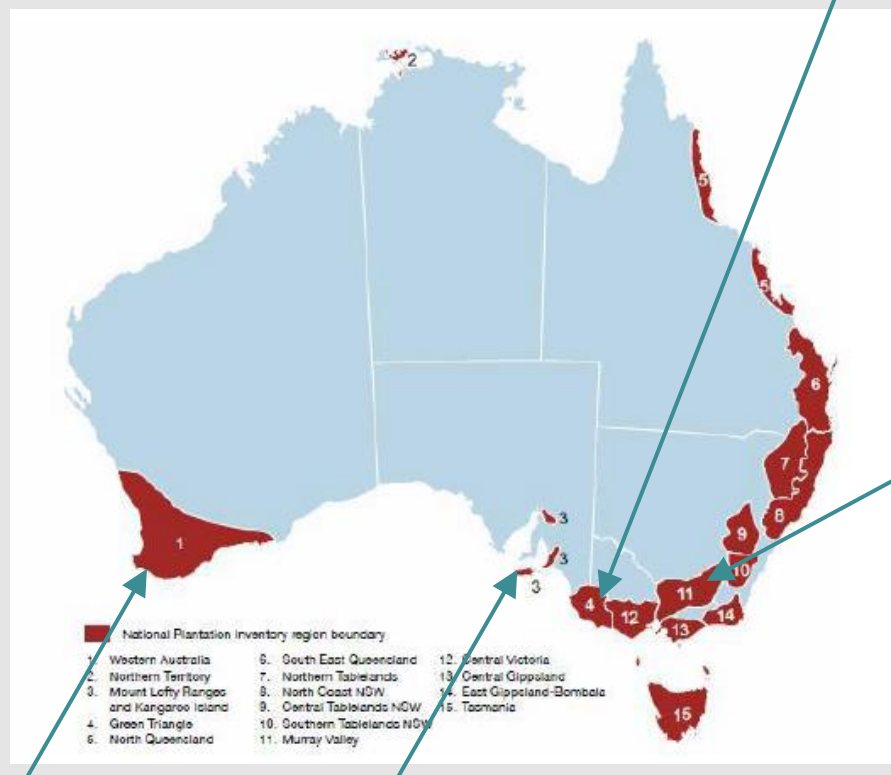 2
5
5
6
7
8
3
9
1
3
10
3
11
4
12
14
13
15
National Plantation Inventory region boundary
1. Western Australia
2. Northern Territory
3. Mount Lofty Ranges
and Kangaroo Island
4. Green Triangle
5. North Queensland
6. South East Queensland
7. Northern Tablelands
8. North Coast NSW
9. Central Tablelands NSW
10. Southern Tablelands NSW
11. Murray Valley
12. Central Victoria
13. Central Gippsland
14. East Gippsland-Bombala
15. Tasmania